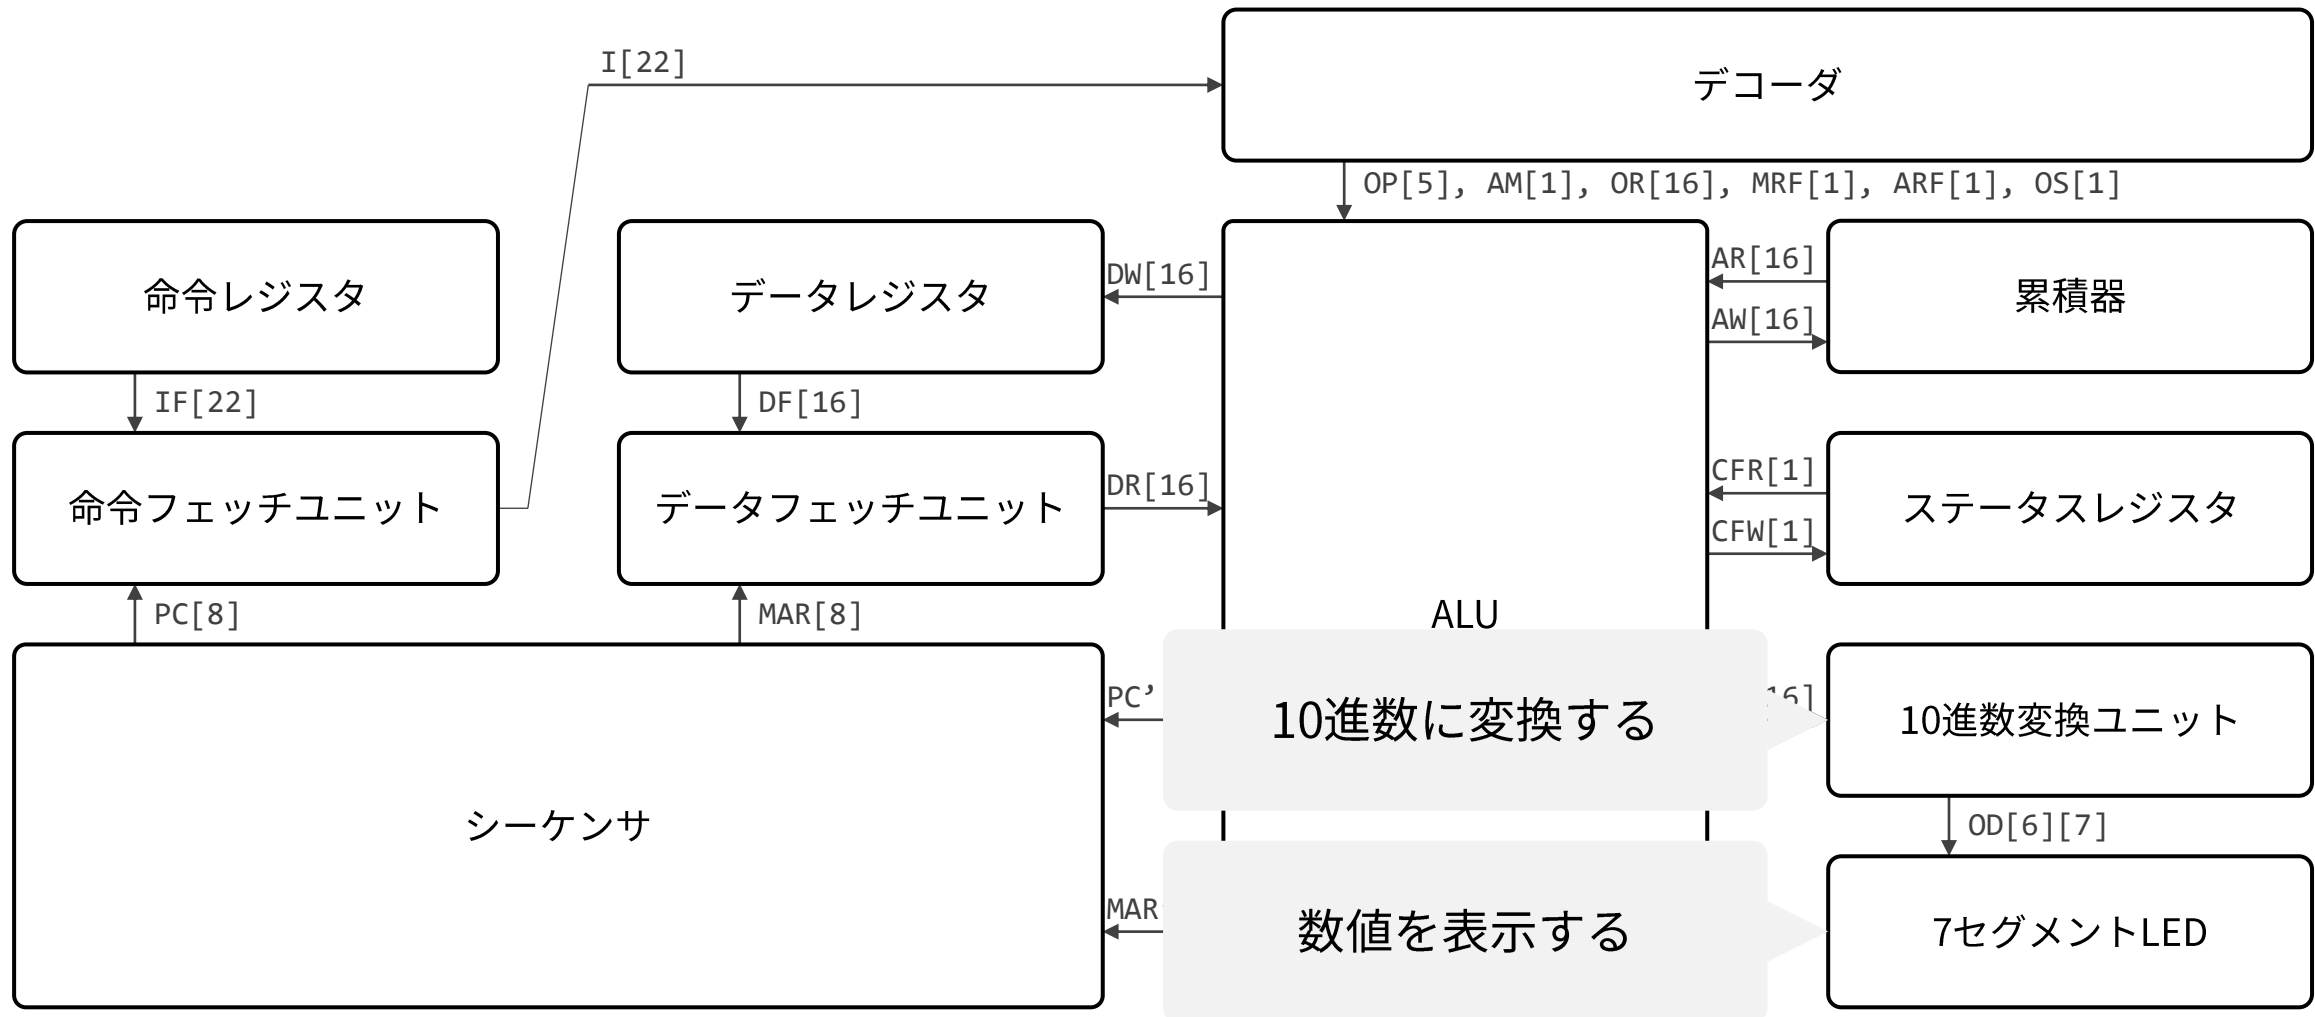 I[22]
デコーダ
OP[5], AM[1], OR[16], MRF[1], ARF[1], OS[1]
命令レジスタ
データレジスタ
DW[16]
AR[16]
AW[16]
累積器
IF[22]
DF[16]
命令フェッチユニット
データフェッチユニット
DR[16]
CFR[1]
CFW[1]
ステータスレジスタ
ALU
PC[8]
MAR[8]
シーケンサ
PC’
10進数に変換する
10進数変換ユニット
OD[6][7]
MAR
数値を表示する
7セグメントLED